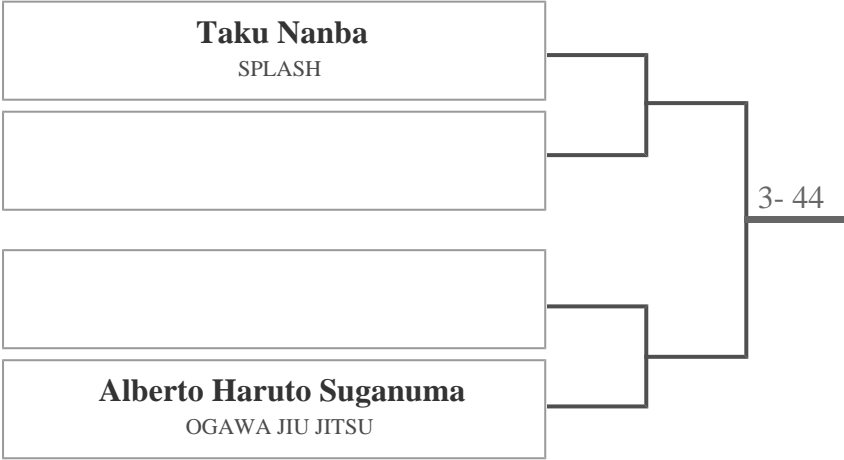 Taku Nanba
SPLASH
3- 44
Alberto Haruto Suganuma
OGAWA JIU JITSU